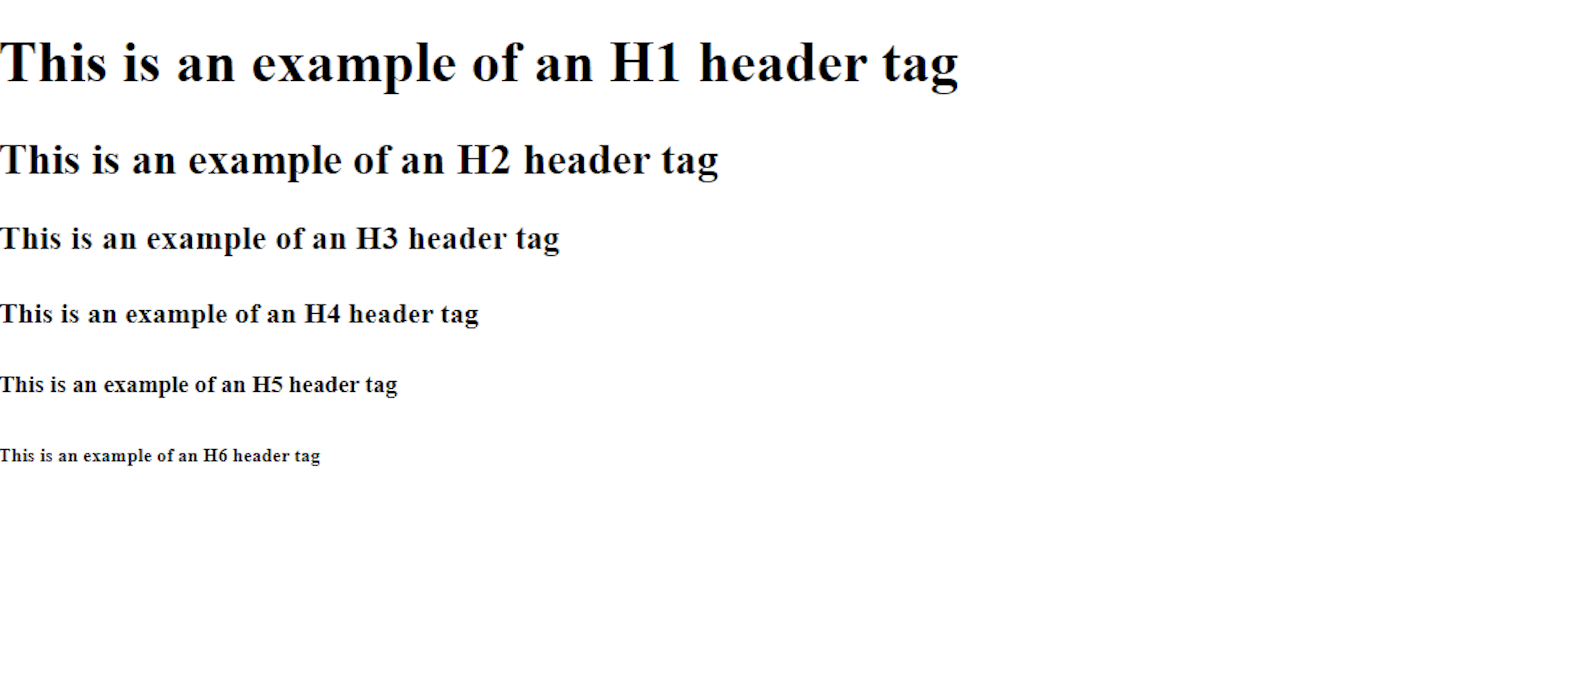 This is an example of an H1 header tag
This is an example of an H2 header tag
This is an example of an H3 header tag
This is an example of an H4 header tag
This is an example of an H5 header tag
This is an example of an H6 header tag